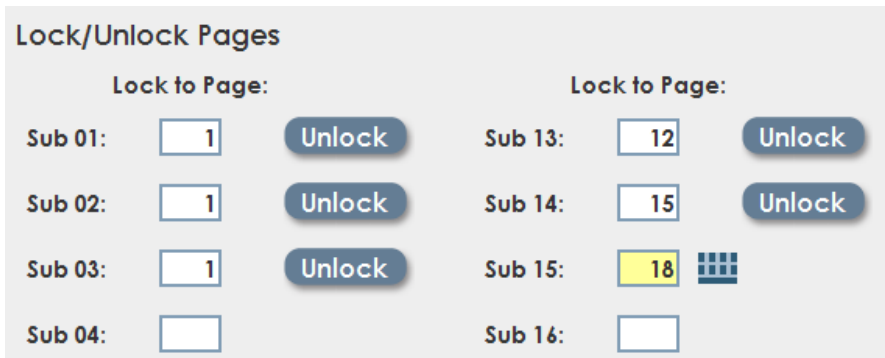 Lock/Unlock Pages
Lock to Page: Lock to Page:
Sub 01: 1 Unlock Sub 13: 12 Unlock
Sub 02: 1 Unlock Sub 14: 15 Unlock
Sub 03: 1 Unlock Sub 15: 18
Sub 04: Sub 16: